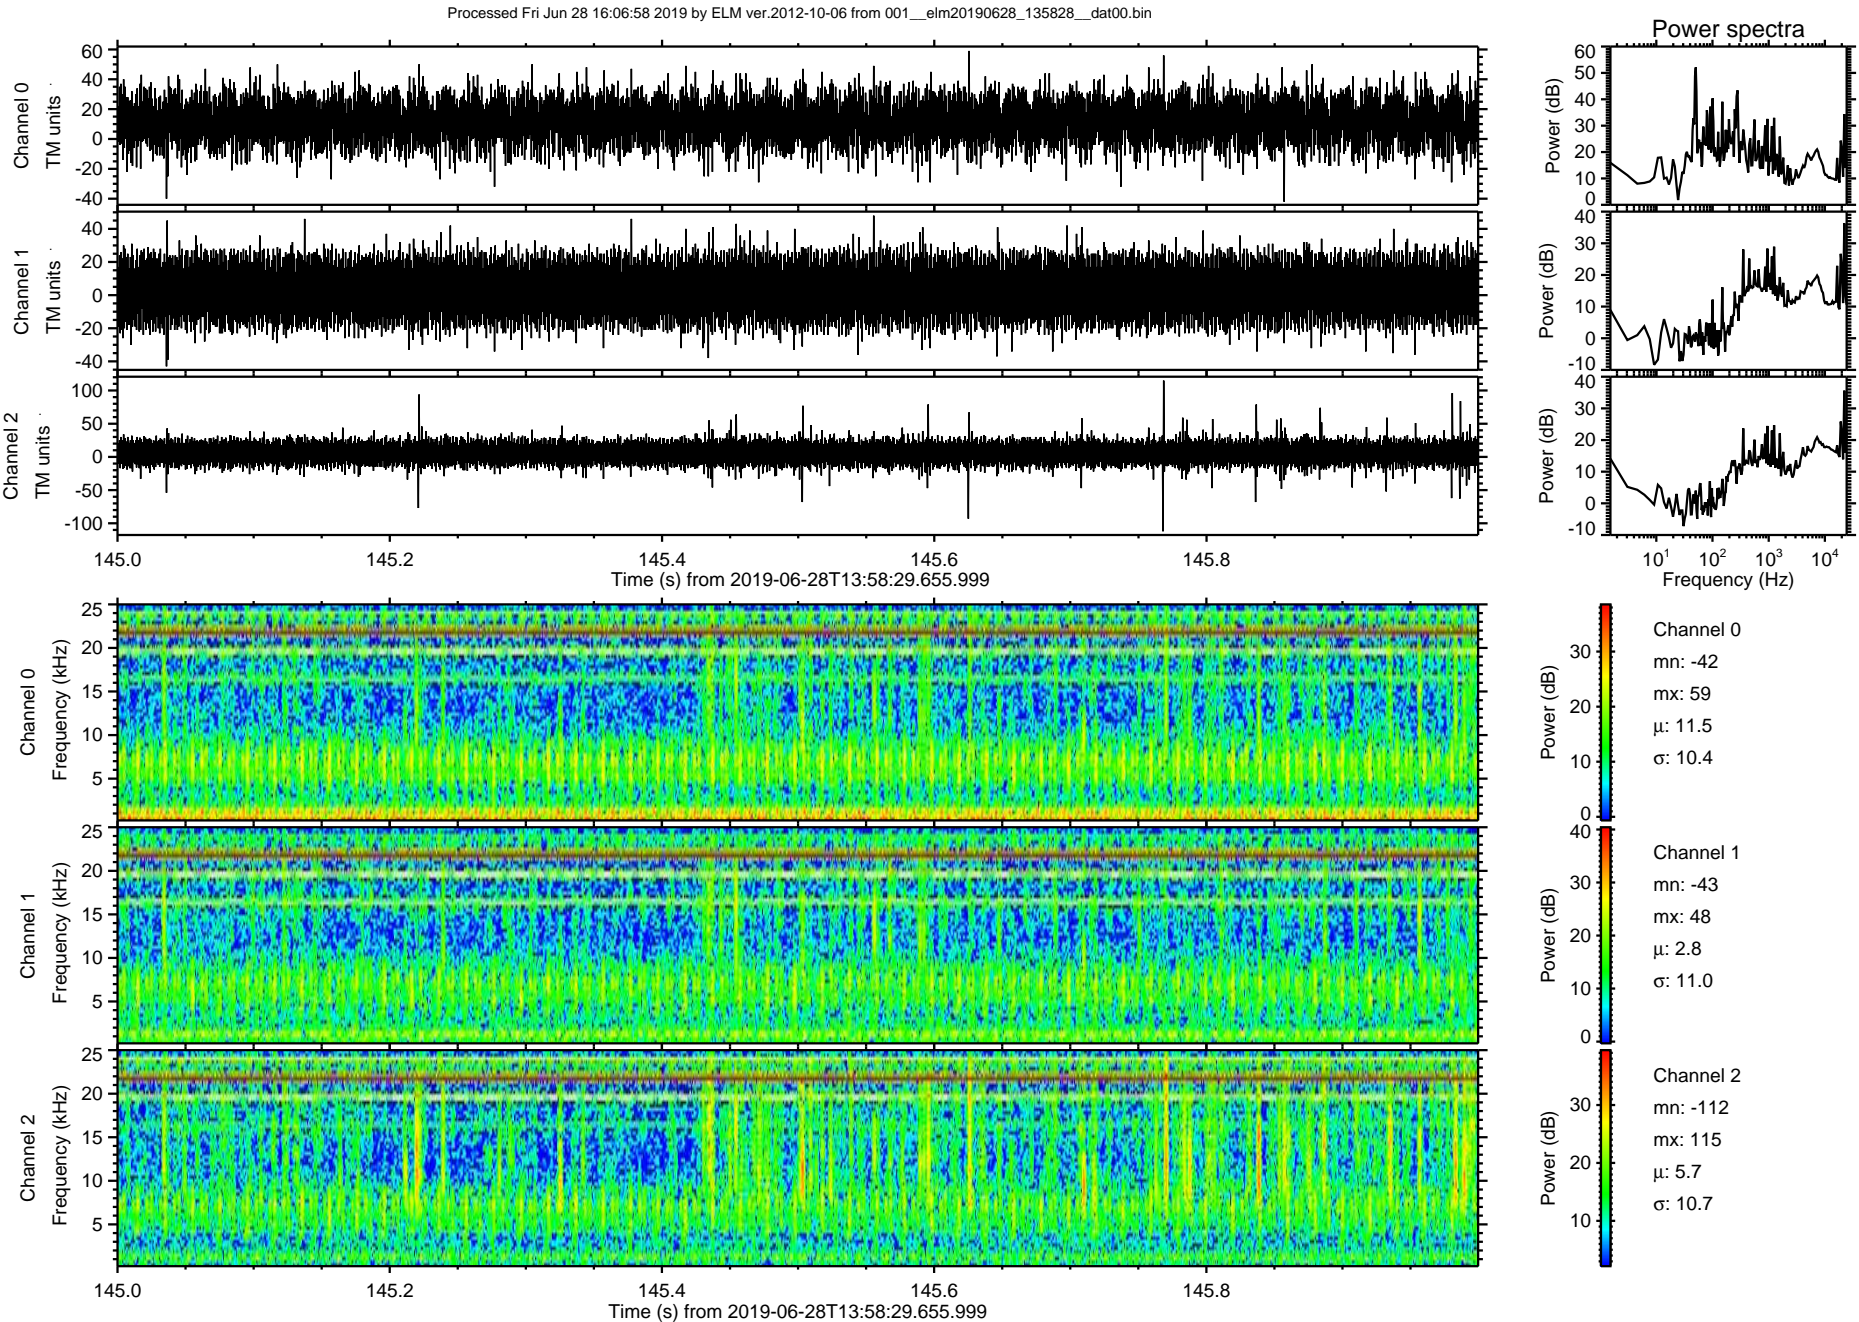 Processed Fri Jun 28 16:06:58 2019 by ELM ver.2012-10-06 from 001__elm20190628_135828__dat00.bin
Power spectra
Channel 0
TM units
60
40
20
0
-20
-40
Power (dB)
60
50
40
30
20
10
0
Channel 1
TM units
40
20
0
-20
-40
Power (dB)
40
30
20
10
0
-10
Channel 2
TM units
100
50
0
-50
-100
Power (dB)
40
30
20
10
0
-10
145.0 145.2 145.4 145.6 145.8
Time (s) from 2019-06-28T13:58:29.655.999
10¹ 10² 10³ 10⁴
Frequency (Hz)
Channel 0
Frequency (kHz)
25
20
15
10
5
Power (dB)
30
20
10
0
Channel 0
mn: -42
mx: 59
µ: 11.5
σ: 10.4
Channel 1
Frequency (kHz)
25
20
15
10
5
Power (dB)
40
30
20
10
0
Channel 1
mn: -43
mx: 48
µ: 2.8
σ: 11.0
Channel 2
Frequency (kHz)
25
20
15
10
5
Power (dB)
30
20
10
Channel 2
mn: -112
mx: 115
µ: 5.7
σ: 10.7
145.0 145.2 145.4 145.6 145.8
Time (s) from 2019-06-28T13:58:29.655.999